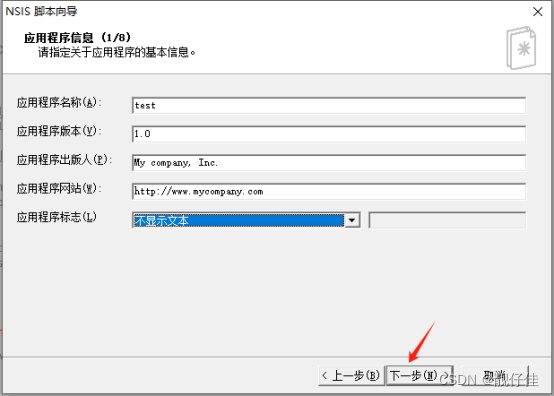 NSIS 脚本向导
应用程序信息 (1/8)
请指定关于应用程序的基本信息。
应用程序名称(A): test
应用程序版本(V): 1.0
应用程序出版人(P): My company, Inc.
应用程序网站(W): http://www.mycompany.com
应用程序标志(L) 不显示文本
< 上一步(B) 下一步(N) > 取消
CSDN @靓仔佳